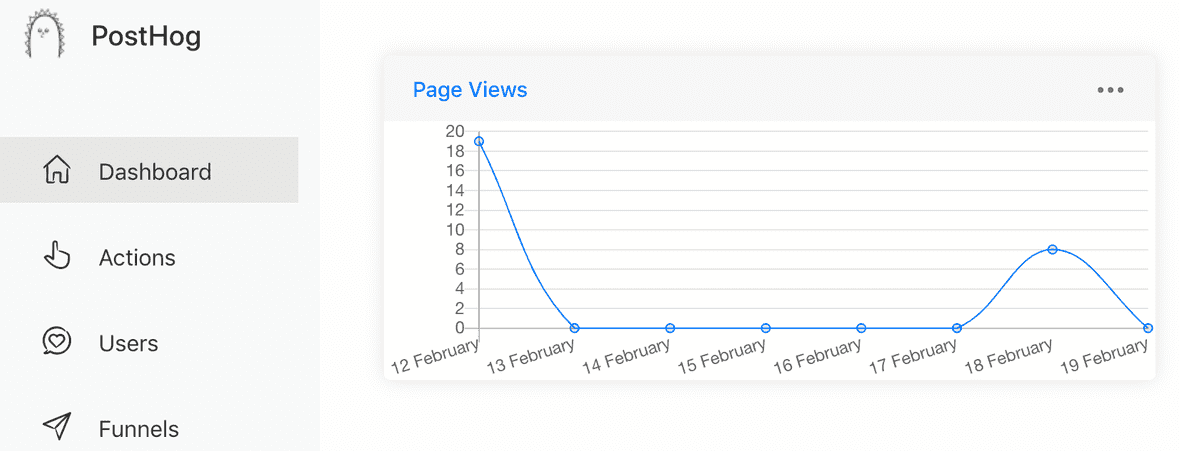 PostHog
Dashboard
Actions
Users
Funnels
Page Views
20
18
16
14
12
10
8
6
4
2
0
12 February
13 February
14 February
15 February
16 February
17 February
18 February
19 February